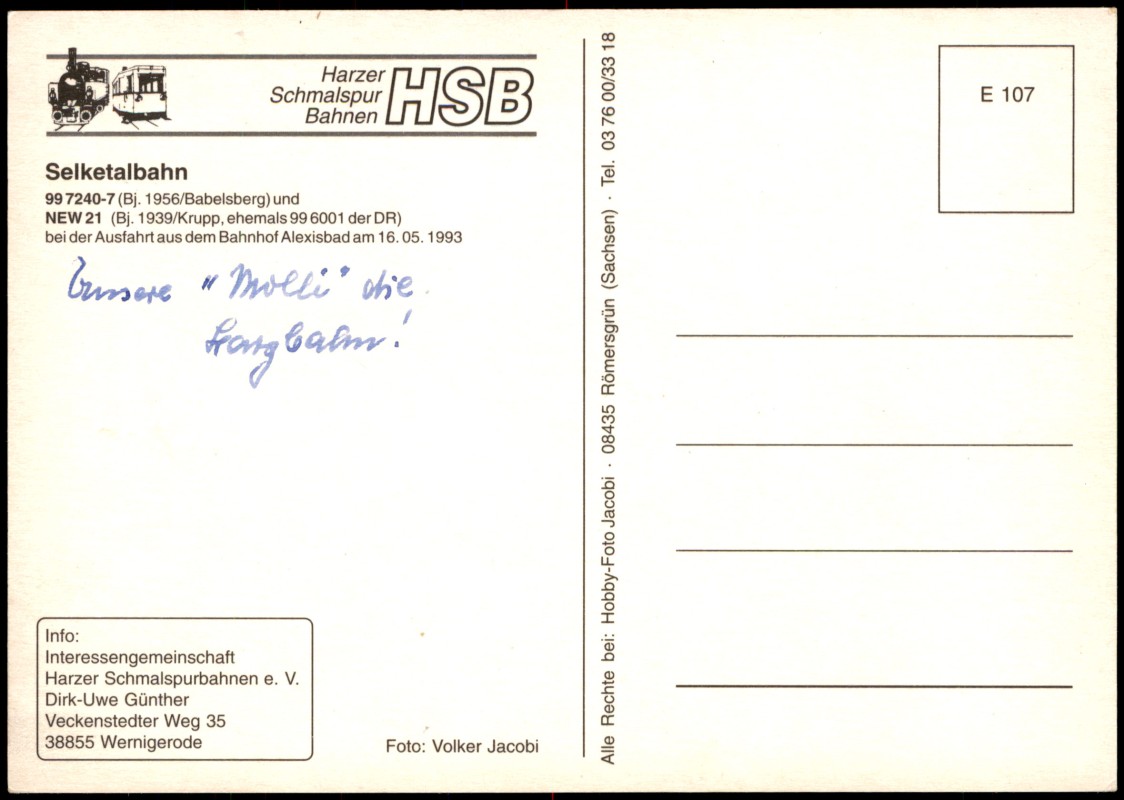 Harzer
Schmalspur
Bahnen
HSB
Selketalbahn
99 7240-7 (Bj. 1956/Babelsberg) und
NEW 21 (Bj. 1939/Krupp, ehemals 99 6001 der DR)
bei der Ausfahrt aus dem Bahnhof Alexisbad am 16. 05. 1993
Unsere "Molli" die
Harzbahn!
Info:
Interessengemeinschaft
Harzer Schmalspurbahnen e. V.
Dirk-Uwe Günther
Veckenstedter Weg 35
38855 Wernigerode
Foto: Volker Jacobi
Alle Rechte bei: Hobby-Foto Jacobi · 08435 Römersgrün (Sachsen) · Tel. 03 76 00/33 18
E 107